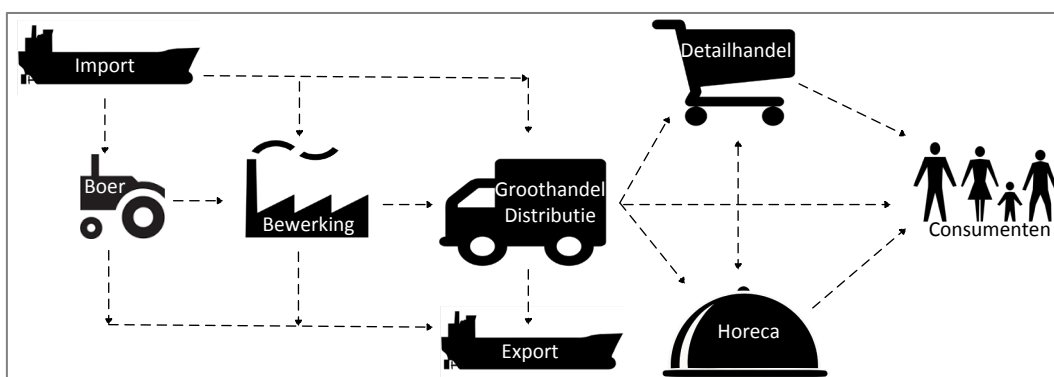 Import
Detailhandel
Boer
Bewerking
Groothandel
Distributie
Consumenten
Horeca
Export